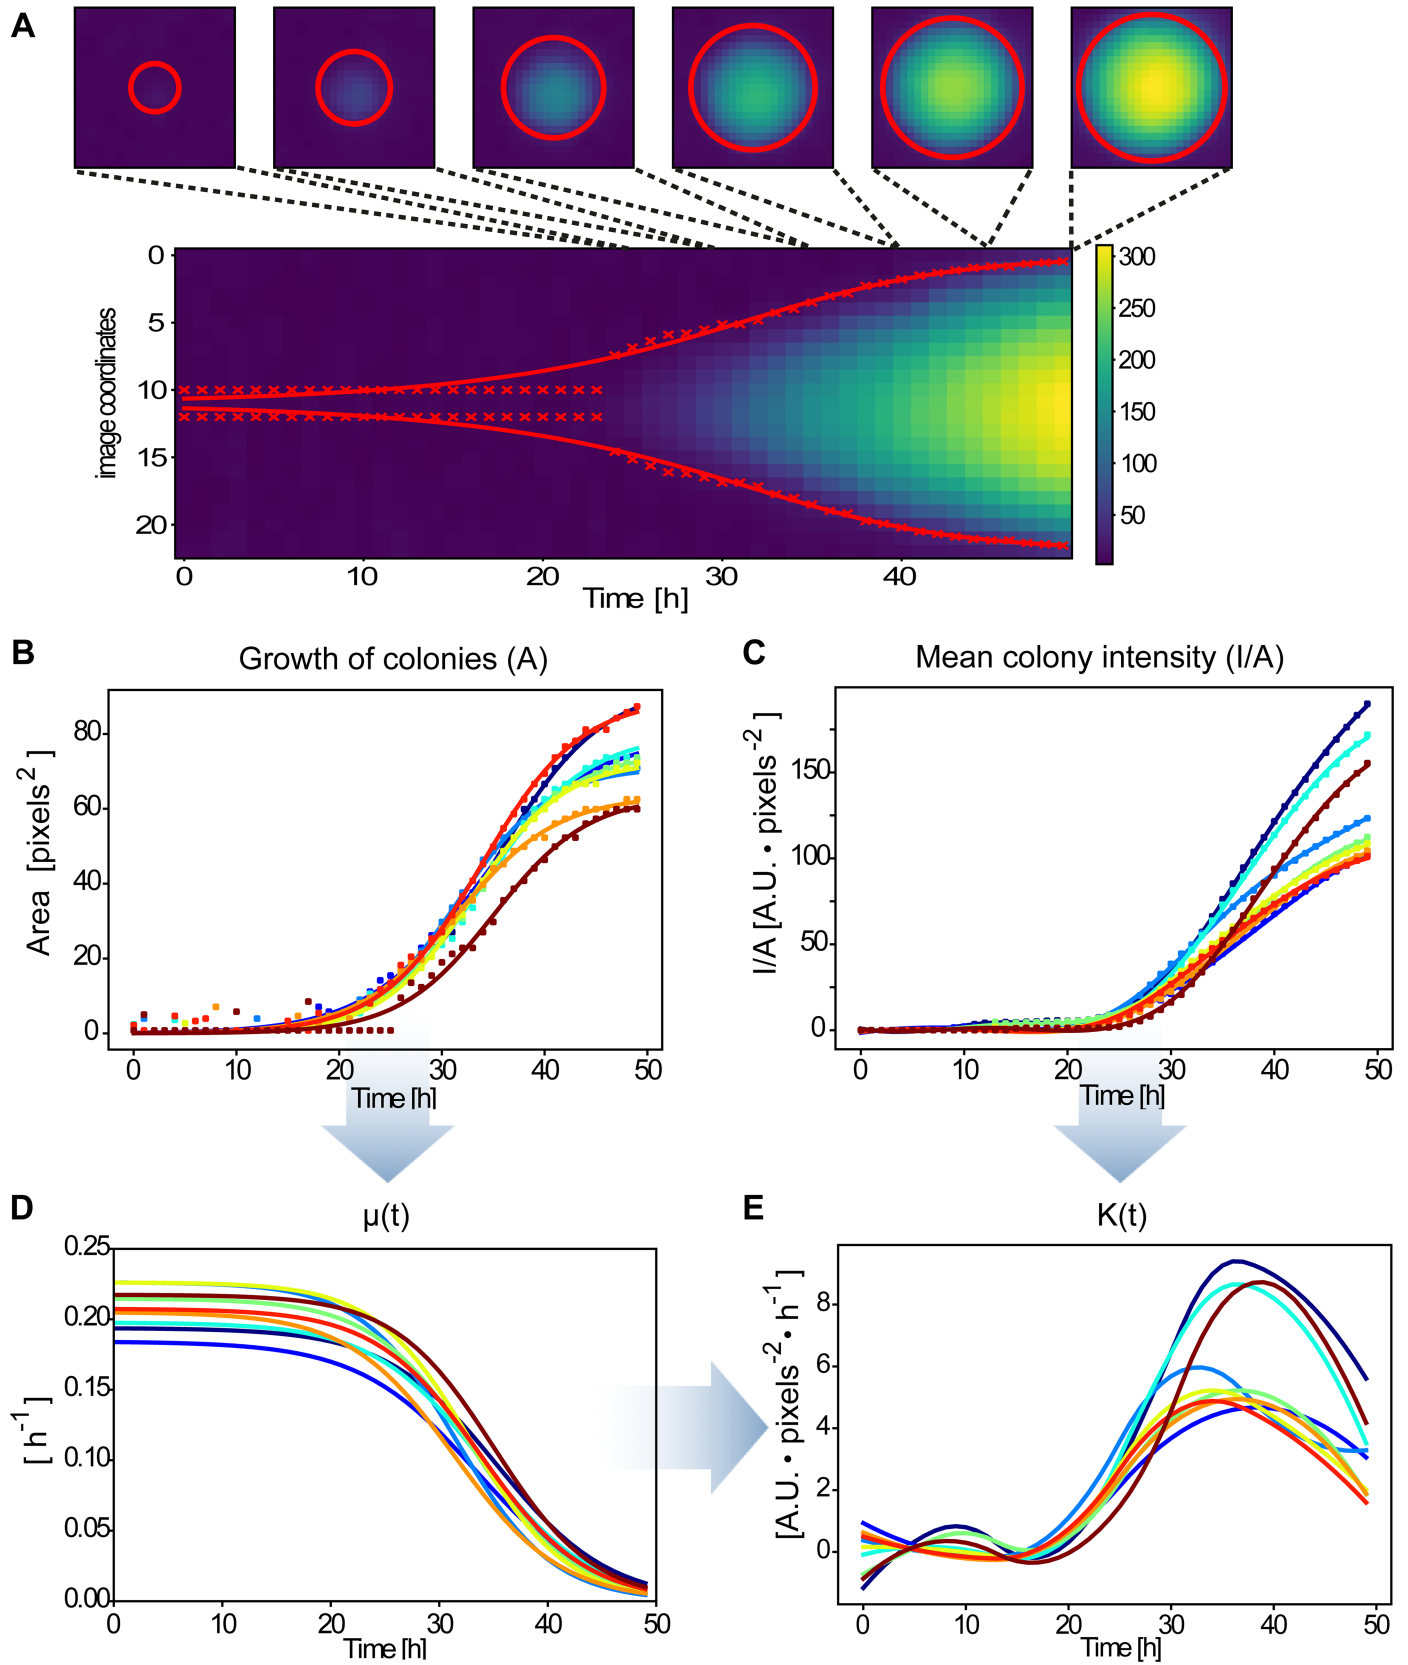 A
0
5
10
15
20
image coordinates
0 10 20 30 40
Time [h]
300
250
200
150
100
50
B
Growth of colonies (A)
80
60
40
20
0
Area [pixels²]
0 10 20 30 40 50
Time [h]
C
Mean colony intensity (I/A)
150
100
50
0
I/A [A.U. • pixels⁻²]
0 10 20 30 40 50
Time [h]
D
µ(t)
0.25
0.20
0.15
0.10
0.05
0.00
[h⁻¹]
0 10 20 30 40 50
Time [h]
E
K(t)
8
6
4
2
0
[A.U. • pixels⁻² • h⁻¹]
0 10 20 30 40 50
Time [h]